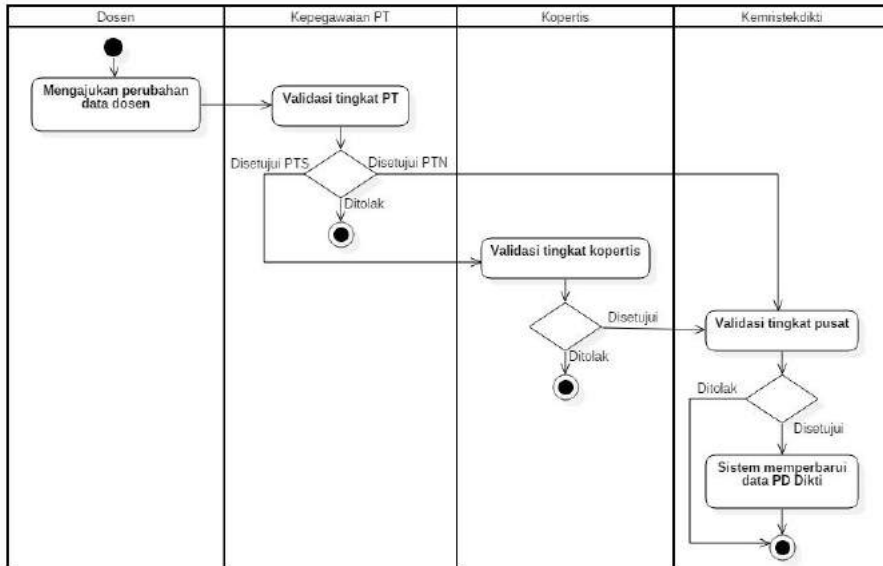 Dosen
Kepegawaian PT
Kopertis
Kemristekdikti
Mengajukan perubahan
data dosen
Validasi tingkat PT
Disetujui PTS
Disetujui PTN
Ditolak
Validasi tingkat kopertis
Disetujui
Ditolak
Validasi tingkat pusat
Ditolak
Disetujui
Sistem memperbarui
data PD Dikti